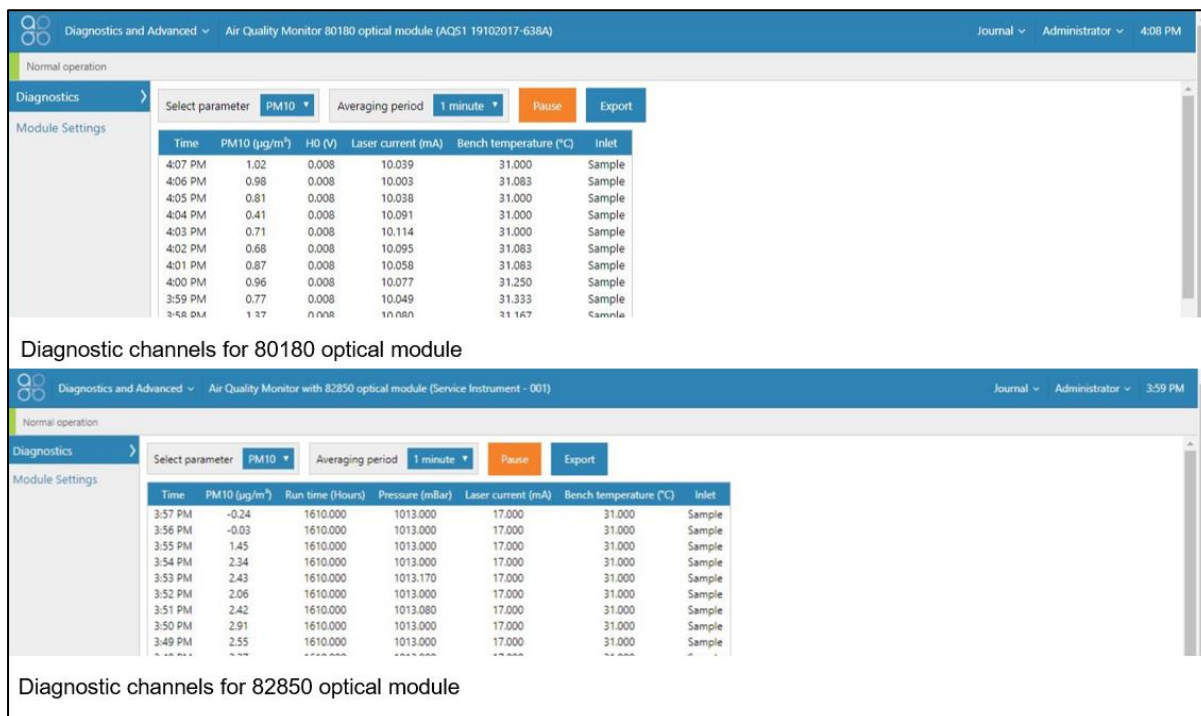 Diagnostics and Advanced Air Quality Monitor 80180 optical module (AQS1 19102017-638A) Journal Administrator 4:08 PM
Normal operation
Diagnostics
Select parameter PM10 Averaging period 1 minute Pause Export
Module Settings
Time PM10 (µg/m³) H0 (V) Laser current (mA) Bench temperature (°C) Inlet
4:07 PM 1.02 0.008 10.039 31.000 Sample
4:06 PM 0.98 0.008 10.003 31.083 Sample
4:05 PM 0.81 0.008 10.038 31.000 Sample
4:04 PM 0.41 0.008 10.091 31.000 Sample
4:03 PM 0.71 0.008 10.114 31.000 Sample
4:02 PM 0.68 0.008 10.095 31.083 Sample
4:01 PM 0.87 0.008 10.058 31.083 Sample
4:00 PM 0.96 0.008 10.077 31.250 Sample
3:59 PM 0.77 0.008 10.049 31.333 Sample
3:58 PM 1.37 0.008 10.080 31.167 Sample
Diagnostic channels for 80180 optical module
Diagnostics and Advanced Air Quality Monitor with 82850 optical module (Service Instrument - 001) Journal Administrator 3:59 PM
Normal operation
Diagnostics
Select parameter PM10 Averaging period 1 minute Pause Export
Module Settings
Time PM10 (µg/m³) Run time (Hours) Pressure (mBar) Laser current (mA) Bench temperature (°C) Inlet
3:57 PM -0.24 1610.000 1013.000 17.000 31.000 Sample
3:56 PM -0.03 1610.000 1013.000 17.000 31.000 Sample
3:55 PM 1.45 1610.000 1013.000 17.000 31.000 Sample
3:54 PM 2.34 1610.000 1013.000 17.000 31.000 Sample
3:53 PM 2.43 1610.000 1013.170 17.000 31.000 Sample
3:52 PM 2.06 1610.000 1013.000 17.000 31.000 Sample
3:51 PM 2.42 1610.000 1013.080 17.000 31.000 Sample
3:50 PM 2.91 1610.000 1013.000 17.000 31.000 Sample
3:49 PM 2.55 1610.000 1013.000 17.000 31.000 Sample
Diagnostic channels for 82850 optical module